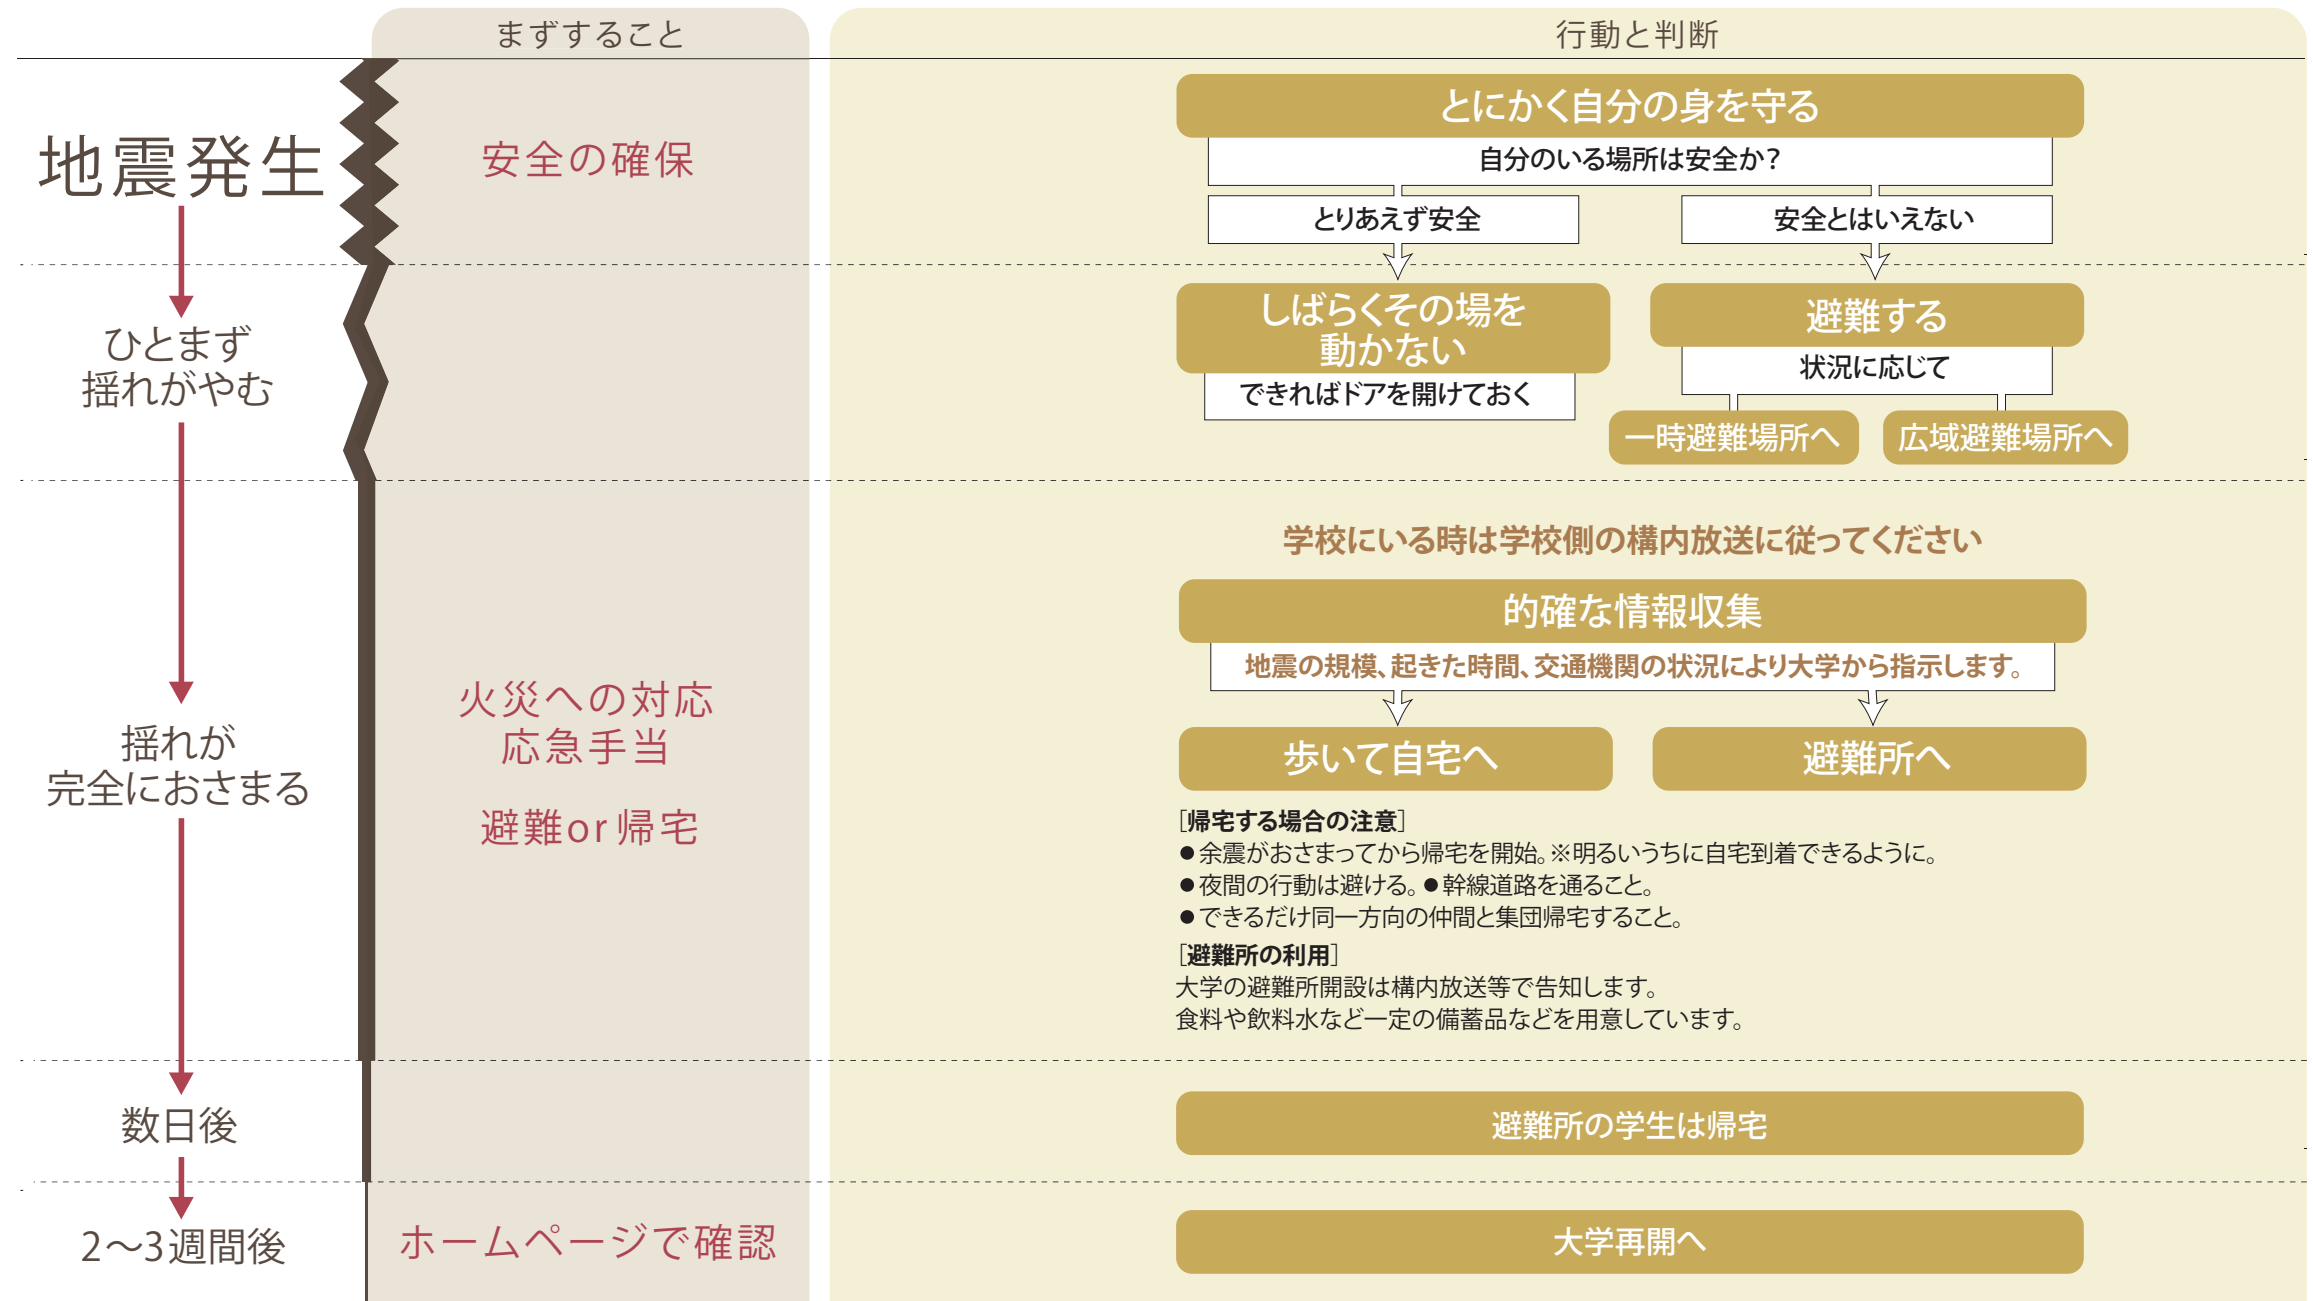 まずすること
行動と判断
地震発生
安全の確保
とにかく自分の身を守る
自分のいる場所は安全か?
とりあえず安全
安全とはいえない
ひとまず
揺れがやむ
しばらくその場を
動かない
できればドアを開けておく
避難する
状況に応じて
一時避難場所へ
広域避難場所へ
揺れが
完全におさまる
火災への対応
応急手当
避難or帰宅
学校にいる時は学校側の構内放送に従ってください
的確な情報収集
地震の規模、起きた時間、交通機関の状況により大学から指示します。
歩いて自宅へ
避難所へ
[帰宅する場合の注意]
●余震がおさまってから帰宅を開始。※明るいうちに自宅到着できるように。
●夜間の行動は避ける。●幹線道路を通ること。
●できるだけ同一方向の仲間と集団帰宅すること。
[避難所の利用]
大学の避難所開設は構内放送等で告知します。
食料や飲料水など一定の備蓄品などを用意しています。
数日後
避難所の学生は帰宅
2〜3週間後
ホームページで確認
大学再開へ